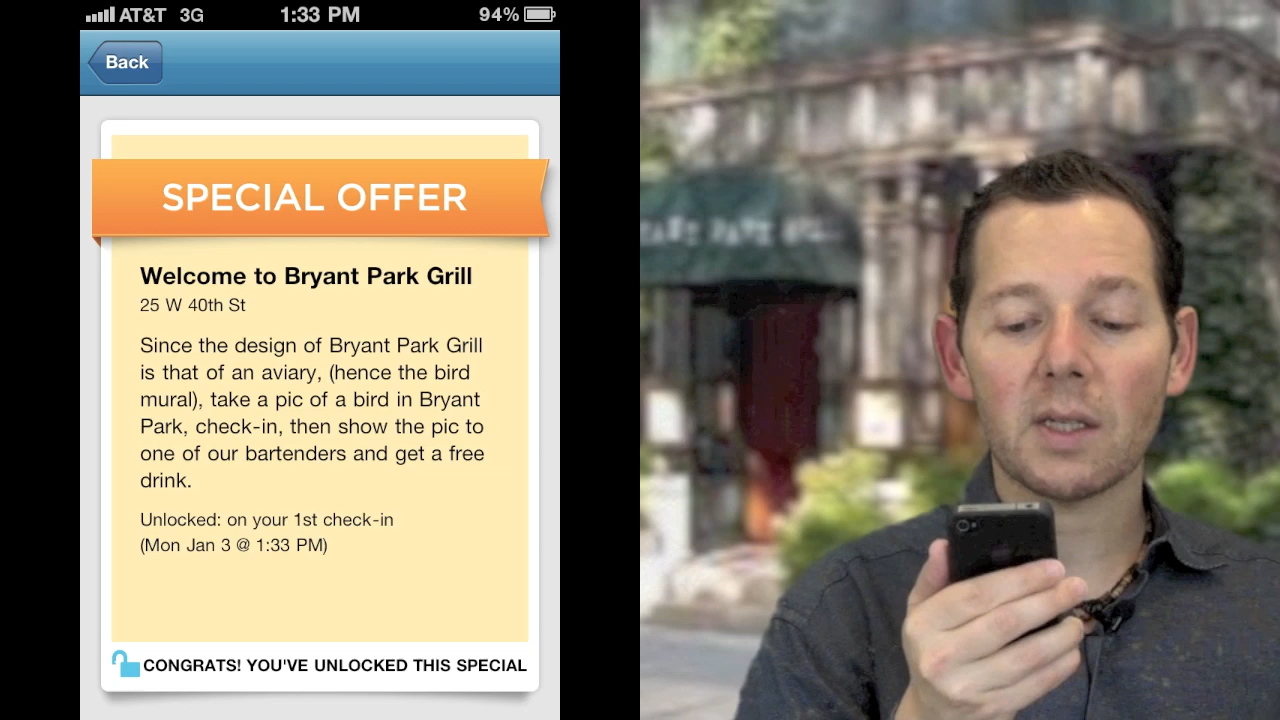 AT&T 3G 1:33 PM 94%
Back
SPECIAL OFFER
Welcome to Bryant Park Grill
25 W 40th St
Since the design of Bryant Park Grill
is that of an aviary, (hence the bird
mural), take a pic of a bird in Bryant
Park, check-in, then show the pic to
one of our bartenders and get a free
drink.
Unlocked: on your 1st check-in
(Mon Jan 3 @ 1:33 PM)
CONGRATS! YOU'VE UNLOCKED THIS SPECIAL